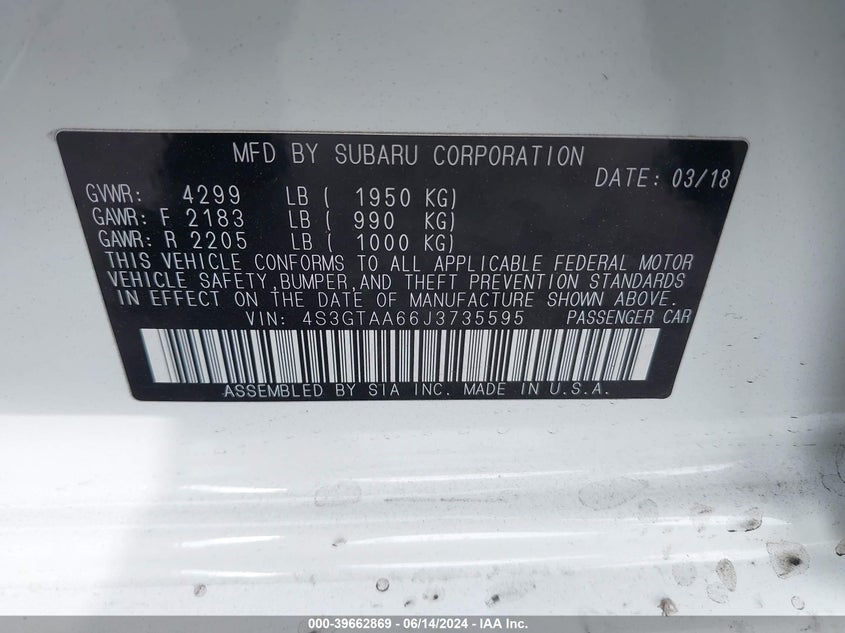 MFD BY SUBARU CORPORATION
DATE: 03/18
GVWR: 4299 LB ( 1950 KG)
GAWR: F 2183 LB ( 990 KG)
GAWR: R 2205 LB ( 1000 KG)
THIS VEHICLE CONFORMS TO ALL APPLICABLE FEDERAL MOTOR
VEHICLE SAFETY,BUMPER,AND THEFT PREVENTION STANDARDS
IN EFFECT ON THE DATE OF MANUFACTURE SHOWN ABOVE.
VIN: 4S3GTAA66J3735595 PASSENGER CAR
ASSEMBLED BY SIA INC. MADE IN U.S.A.
000-39662869 - 06/14/2024 - IAA Inc.